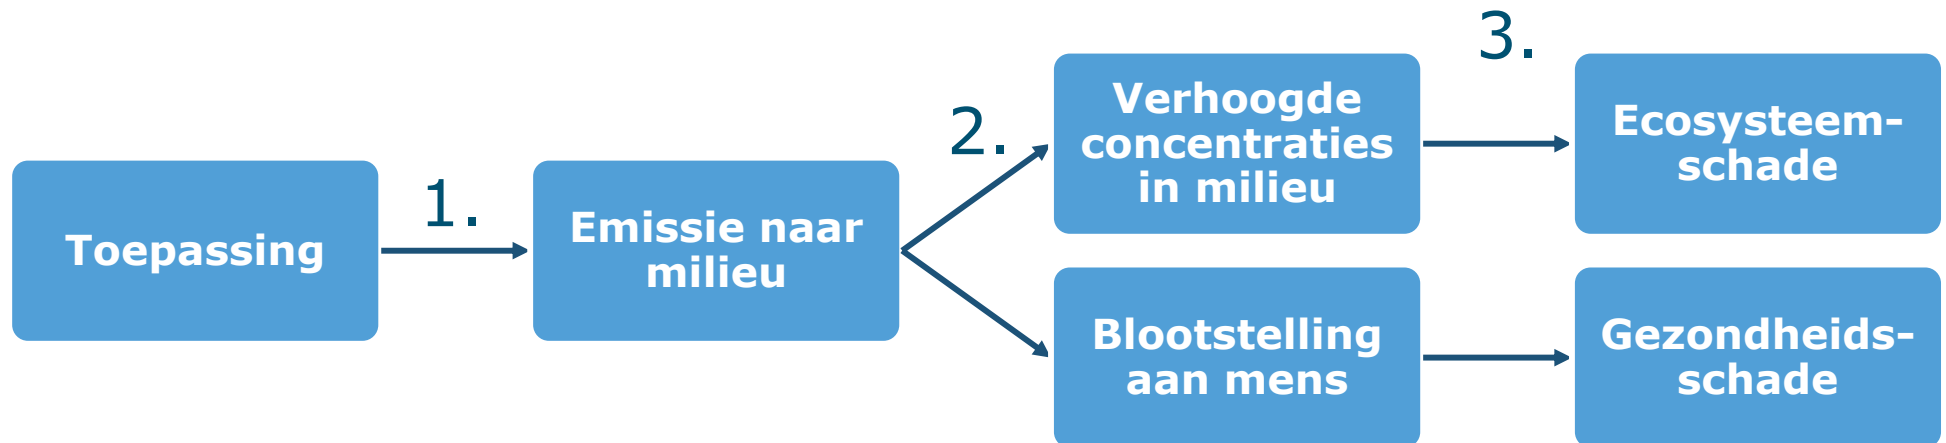 Toepassing
1.
Emissie naar
milieu
2.
Verhoogde
concentraties
in milieu
3.
Ecosysteem-
schade
Blootstelling
aan mens
Gezondheids-
schade